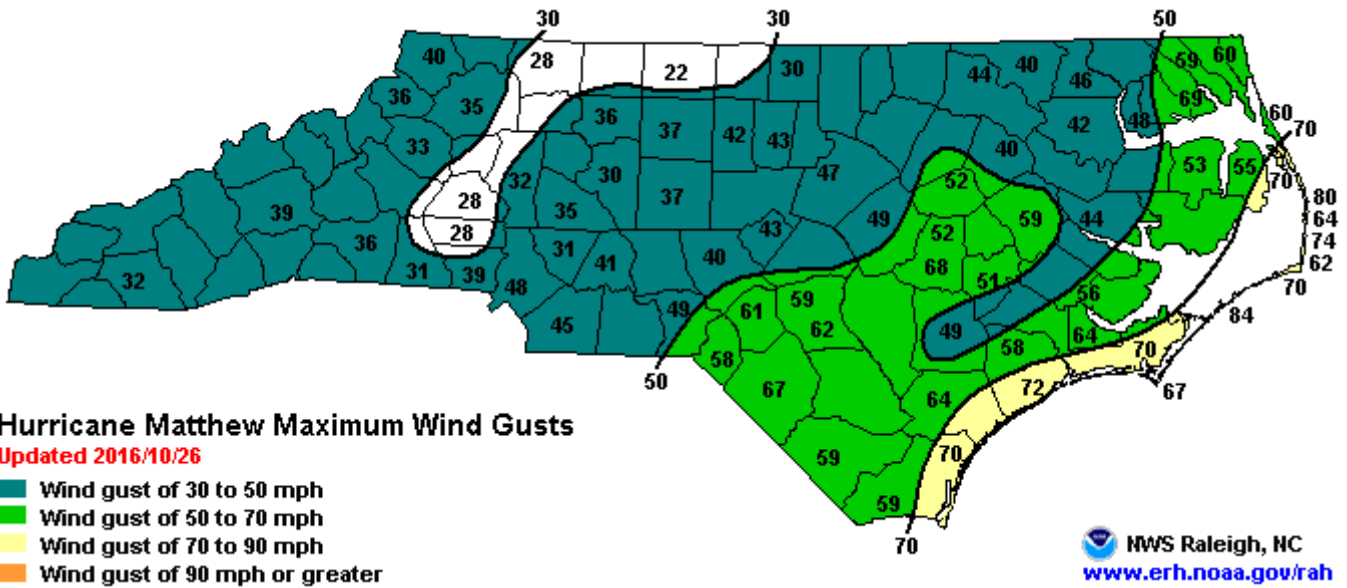 30 30 50
40 28 22 30 44 40 46 59 60
36 35 69
36 37 42 43 42 48 60 70
33 47 40 53 55 70
32 30 52
28 37 80
39 35 49 52 59 44 64
28 43 74
36 31 40 68 62
31 39 41 51 70
32 48 59 56
49 61 62 84
45 49 64
58 58 70
50 67 72 67
64
59 70
Hurricane Matthew Maximum Wind Gusts
Updated 2016/10/26
Wind gust of 30 to 50 mph
59
Wind gust of 50 to 70 mph
70
Wind gust of 70 to 90 mph
Wind gust of 90 mph or greater
NWS Raleigh, NC
www.erh.noaa.gov/rah